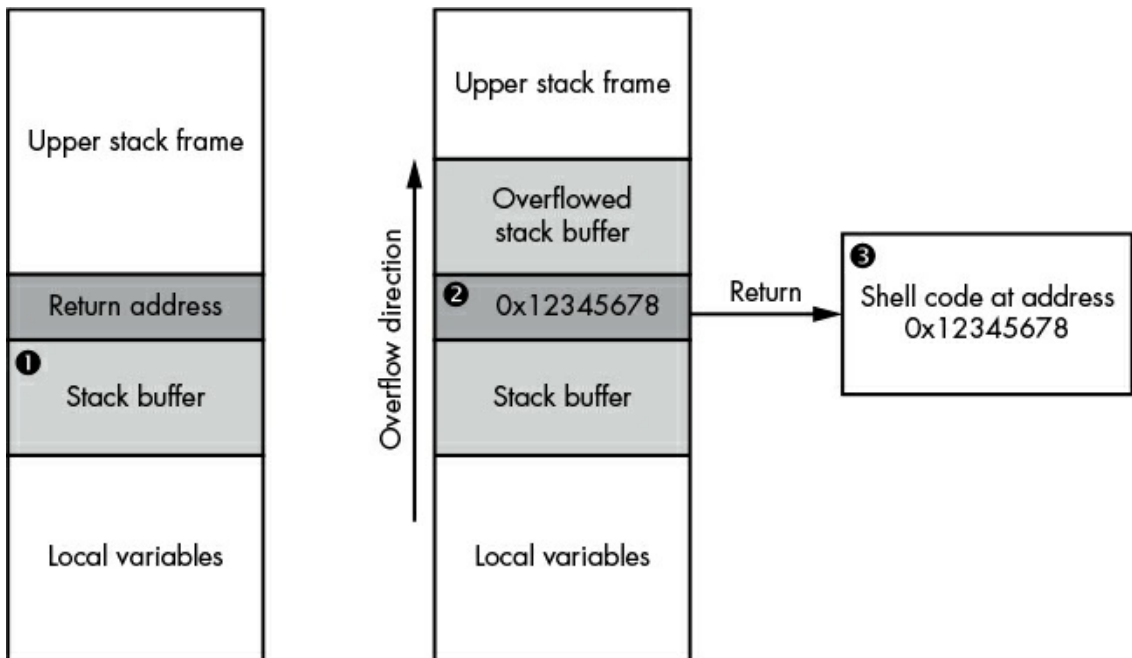 Upper stack frame
Return address
❶
Stack buffer
Local variables
Overflow direction
Upper stack frame
Overflowed
stack buffer
❷ 0x12345678
Stack buffer
Local variables
Return
❸
Shell code at address
0x12345678